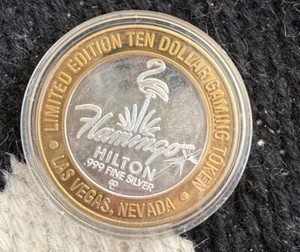 LIMITED EDITION TEN DOLLAR GAMING TOKEN
Flamingo
HILTON
.999 FINE SILVER
LAS VEGAS, NEVADA